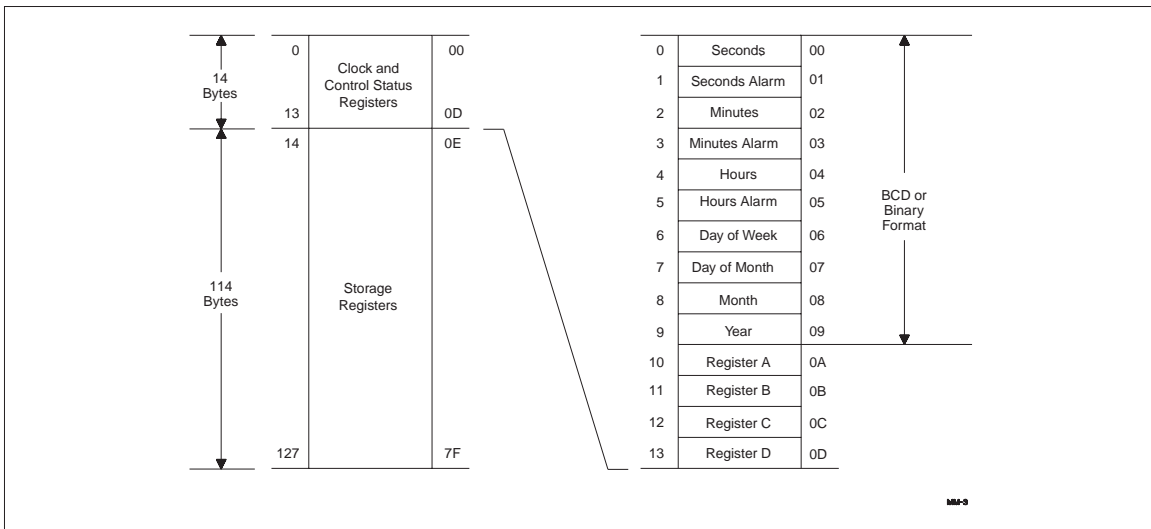 14
Bytes
114
Bytes
0
00
Clock and
Control Status
Registers
13
0D
14
0E
Storage
Registers
127
7F
0 Seconds 00
1 Seconds Alarm 01
2 Minutes 02
3 Minutes Alarm 03
4 Hours 04
5 Hours Alarm 05
6 Day of Week 06
7 Day of Month 07
8 Month 08
9 Year 09
10 Register A 0A
11 Register B 0B
12 Register C 0C
13 Register D 0D
BCD or
Binary
Format
MM-3